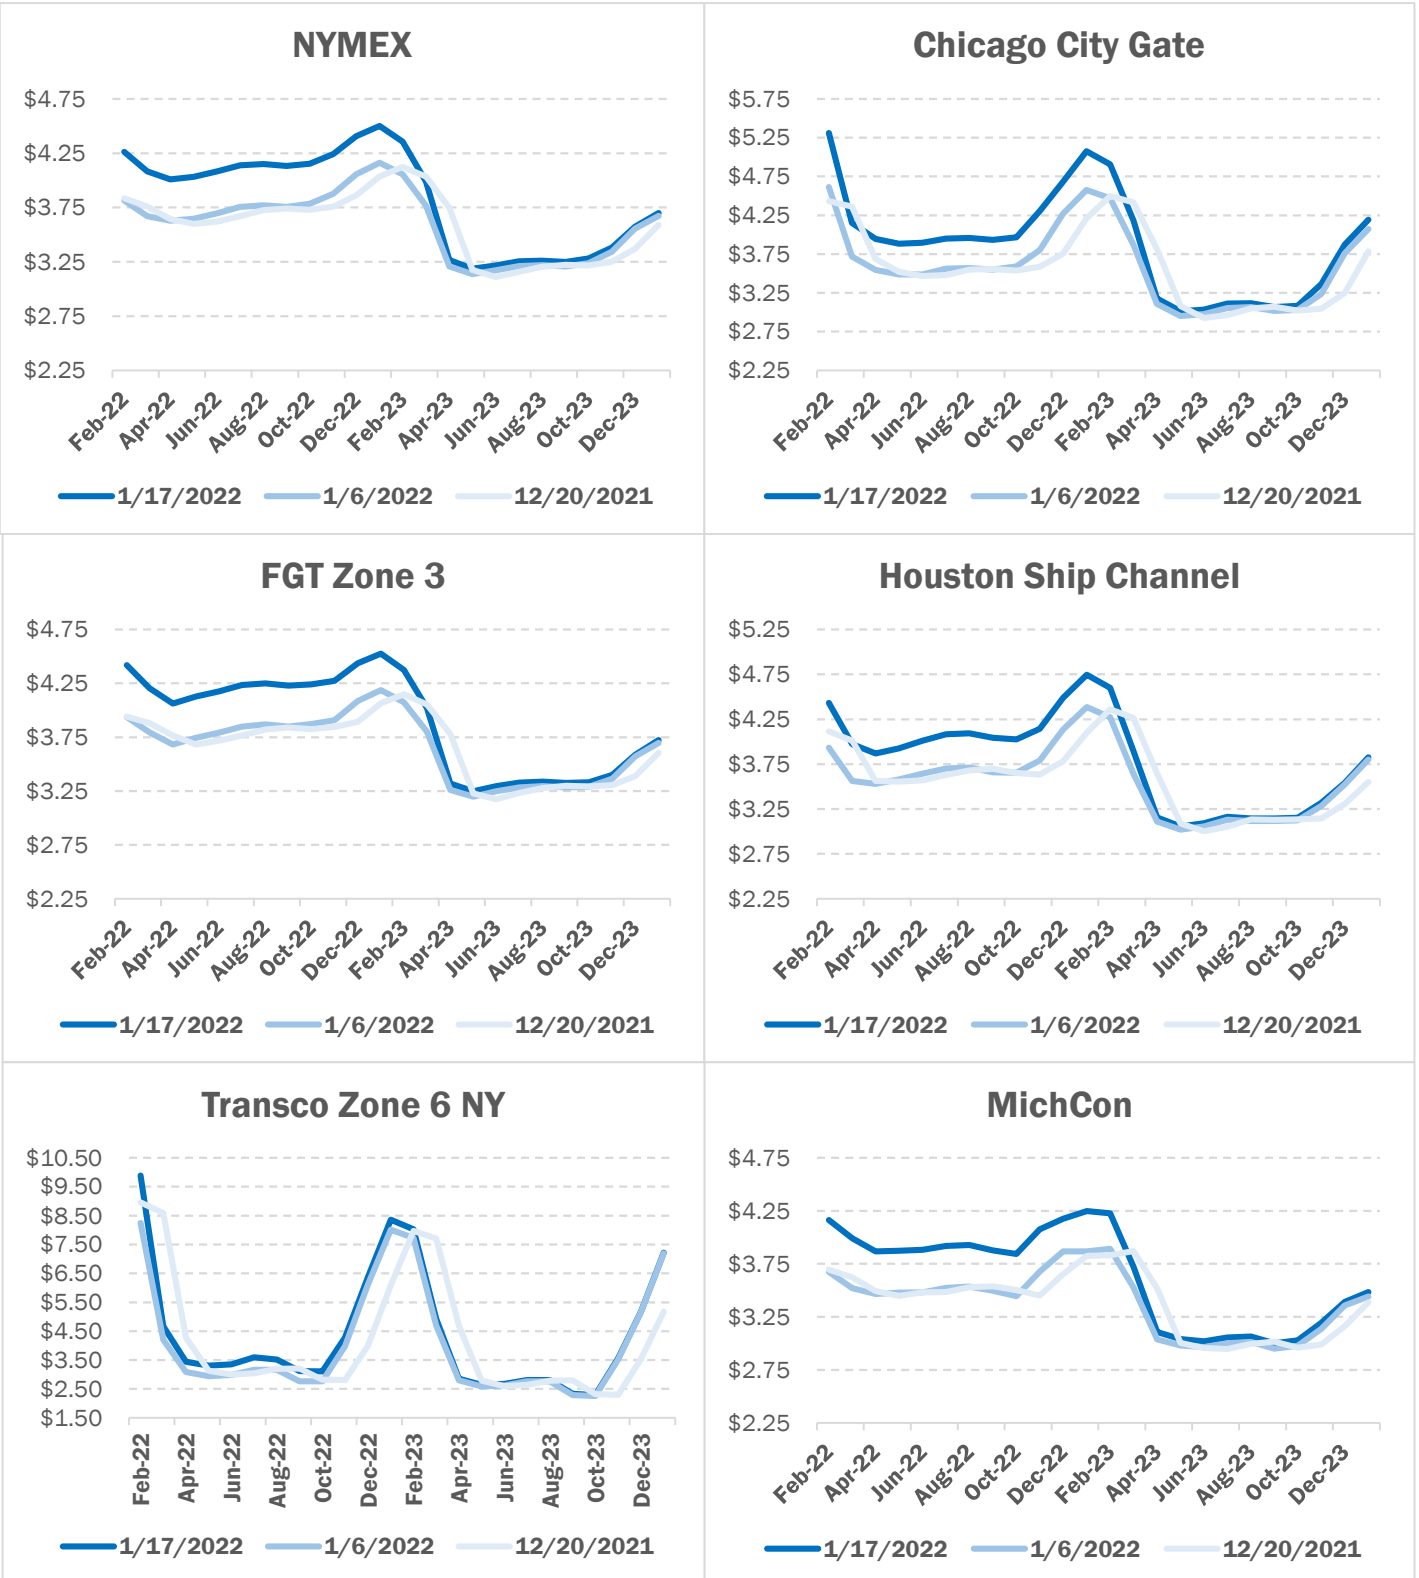 NYMEX
$4.75
$4.25
$3.75
$3.25
$2.75
$2.25
Feb-22 Apr-22 Jun-22 Aug-22 Oct-22 Dec-22 Feb-23 Apr-23 Jun-23 Aug-23 Oct-23 Dec-23
1/17/2022 1/6/2022 12/20/2021
Chicago City Gate
$5.75
$5.25
$4.75
$4.25
$3.75
$3.25
$2.75
$2.25
Feb-22 Apr-22 Jun-22 Aug-22 Oct-22 Dec-22 Feb-23 Apr-23 Jun-23 Aug-23 Oct-23 Dec-23
1/17/2022 1/6/2022 12/20/2021
FGT Zone 3
$4.75
$4.25
$3.75
$3.25
$2.75
$2.25
Feb-22 Apr-22 Jun-22 Aug-22 Oct-22 Dec-22 Feb-23 Apr-23 Jun-23 Aug-23 Oct-23 Dec-23
1/17/2022 1/6/2022 12/20/2021
Houston Ship Channel
$5.25
$4.75
$4.25
$3.75
$3.25
$2.75
$2.25
Feb-22 Apr-22 Jun-22 Aug-22 Oct-22 Dec-22 Feb-23 Apr-23 Jun-23 Aug-23 Oct-23 Dec-23
1/17/2022 1/6/2022 12/20/2021
Transco Zone 6 NY
$10.50
$9.50
$8.50
$7.50
$6.50
$5.50
$4.50
$3.50
$2.50
$1.50
Feb-22 Apr-22 Jun-22 Aug-22 Oct-22 Dec-22 Feb-23 Apr-23 Jun-23 Aug-23 Oct-23 Dec-23
1/17/2022 1/6/2022 12/20/2021
MichCon
$4.75
$4.25
$3.75
$3.25
$2.75
$2.25
Feb-22 Apr-22 Jun-22 Aug-22 Oct-22 Dec-22 Feb-23 Apr-23 Jun-23 Aug-23 Oct-23 Dec-23
1/17/2022 1/6/2022 12/20/2021